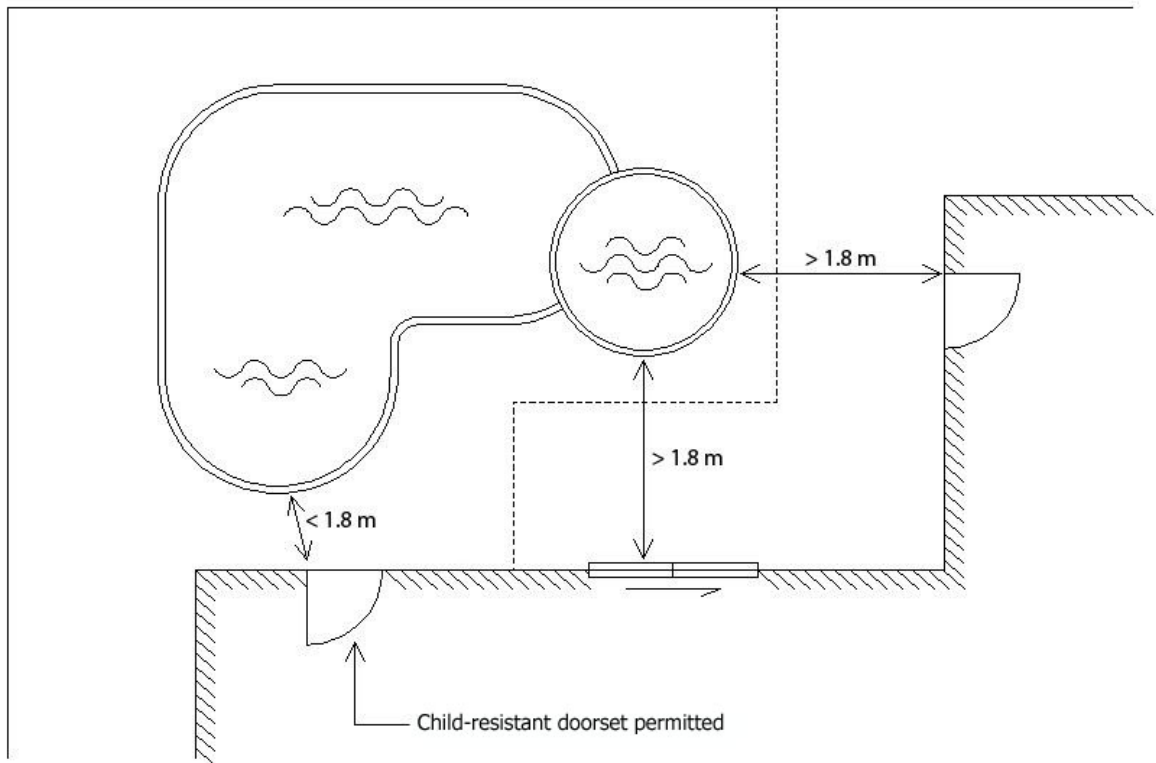 > 1.8 m
> 1.8 m
< 1.8 m
Child-resistant doorset permitted